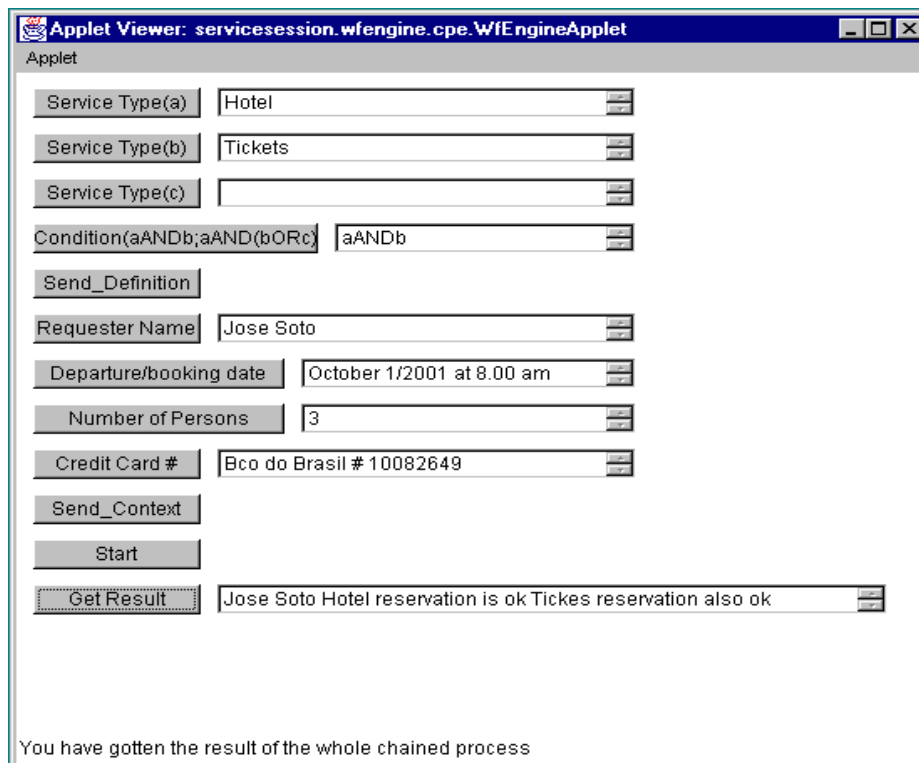 Applet Viewer: servicesession.wfengine.cpe.WfEngineApplet
Applet
Service Type(a) Hotel
Service Type(b) Tickets
Service Type(c)
Condition(aANDb;aAND(bORc) aANDb
Send_Definition
Requester Name Jose Soto
Departure/booking date October 1/2001 at 8.00 am
Number of Persons 3
Credit Card # Bco do Brasil # 10082649
Send_Context
Start
Get Result Jose Soto Hotel reservation is ok Tickes reservation also ok
You have gotten the result of the whole chained process